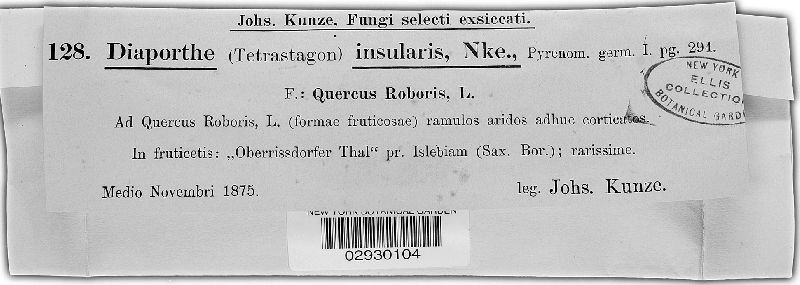 Johs. Kunze. Fungi selecti exsiccati.
128. Diaporthe (Tetrastagon) insularis, Nke., Pyrenom. germ. I. pg. 291.
F.: Quercus Roboris, L.
Ad Quercus Roboris, L. (formae fruticosae) ramulos aridos adhuc corticatos.
In fruticetis: „Oberrissdorfer Thal“ pr. Islebiam (Sax. Bor.); rarissime.
Medio Novembri 1875. leg. Johs. Kunze.
NEW YORK
ELLIS
COLLECTION
BOTANICAL GARDE
NEW YORK BOTANICAL GARDEN
02930104